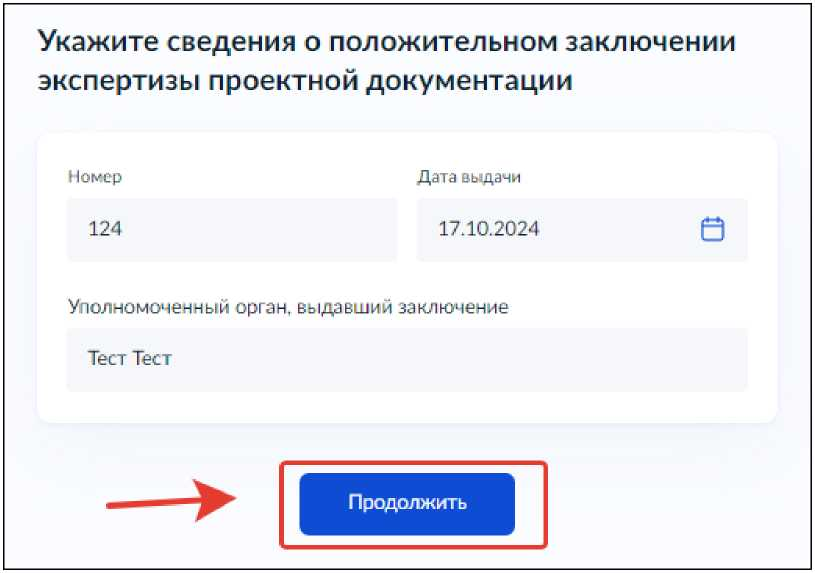 Укажите сведения о положительном заключении
экспертизы проектной документации
Номер
Дата выдачи
124
17.10.2024
Уполномоченный орган, выдавший заключение
Тест Тест
Продолжить